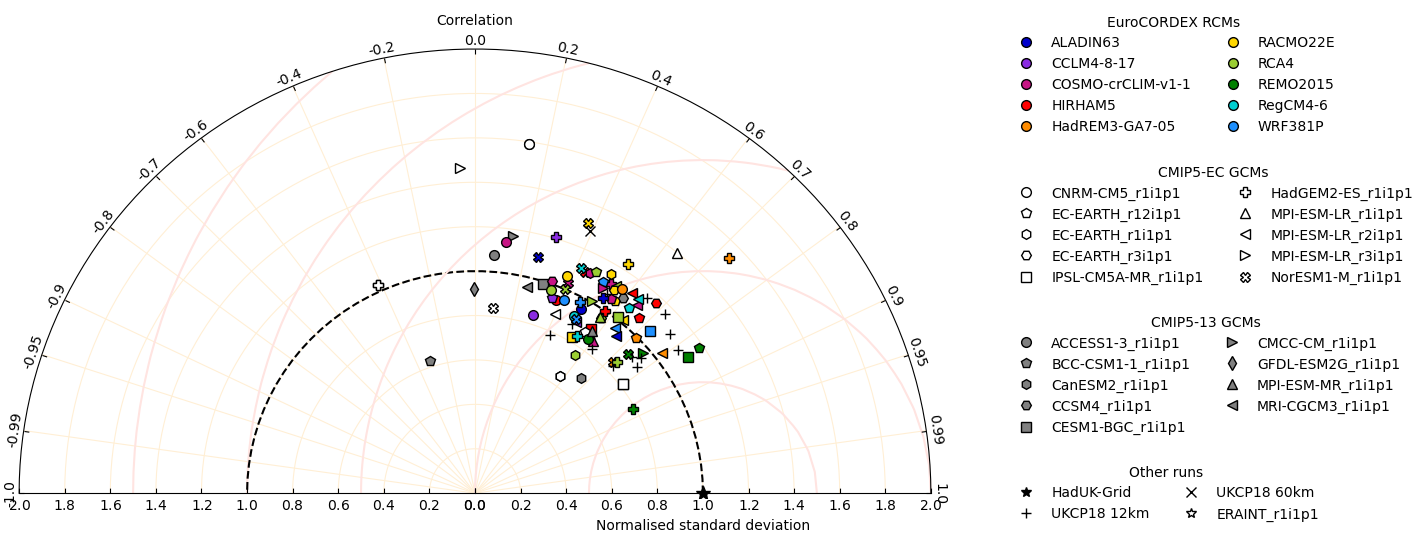 Correlation
0.0
-0.2
0.2
-0.4
0.4
-0.6
0.6
-0.7
0.7
-0.8
0.8
-0.9
0.9
-0.95
0.95
-0.99
0.99
-1.0
1.0
2.0 1.8 1.6 1.4 1.2 1.0 0.8 0.6 0.4 0.2 0.0 0.2 0.4 0.6 0.8 1.0 1.2 1.4 1.6 1.8 2.0
Normalised standard deviation
EuroCORDEX RCMs
ALADIN63 RACMO22E
CCLM4-8-17 RCA4
COSMO-crCLIM-v1-1 REMO2015
HIRHAM5 RegCM4-6
HadREM3-GA7-05 WRF381P
CMIP5-EC GCMs
CNRM-CM5_r1i1p1 HadGEM2-ES_r1i1p1
EC-EARTH_r12i1p1 MPI-ESM-LR_r1i1p1
EC-EARTH_r1i1p1 MPI-ESM-LR_r2i1p1
EC-EARTH_r3i1p1 MPI-ESM-LR_r3i1p1
IPSL-CM5A-MR_r1i1p1 NorESM1-M_r1i1p1
CMIP5-13 GCMs
ACCESS1-3_r1i1p1 CMCC-CM_r1i1p1
BCC-CSM1-1_r1i1p1 GFDL-ESM2G_r1i1p1
CanESM2_r1i1p1 MPI-ESM-MR_r1i1p1
CCSM4_r1i1p1 MRI-CGCM3_r1i1p1
CESM1-BGC_r1i1p1
Other runs
HadUK-Grid UKCP18 60km
UKCP18 12km ERAINT_r1i1p1